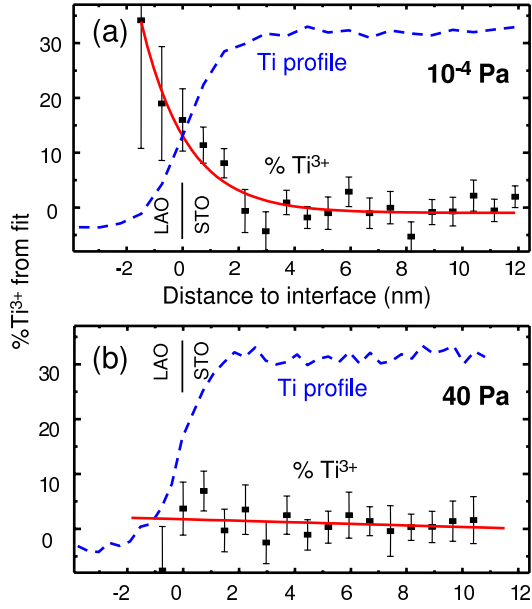 (a)
Ti profile
10⁻⁴ Pa
% Ti³⁺
LAO
STO
30
20
10
0
-2 0 2 4 6 8 10 12
Distance to interface (nm)
%Ti³⁺ from fit
(b)
LAO
STO
Ti profile
40 Pa
% Ti³⁺
30
20
10
0
-2 0 2 4 6 8 10 12